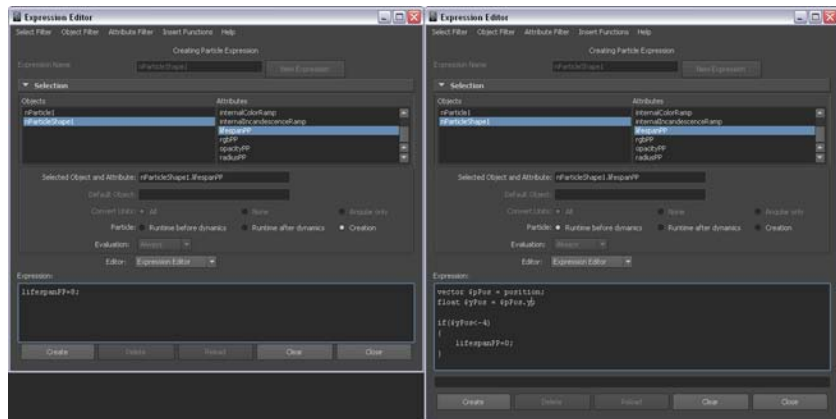 Expression Editor
Select Filter Object Filter Attribute Filter Insert Functions Help
Creating Particle Expression
Expression Name nParticleShape1 New Expression
Selection
Objects Attributes
nParticle1 internalColorRamp
nParticleShape1 internalIncandescenceRamp
lifespanPP
rgbPP
opacityPP
radiusPP
Selected Object and Attribute: nParticleShape1.lifespanPP
Default Object:
Convert Units: All None Angular only
Particle: Runtime before dynamics Runtime after dynamics Creation
Evaluation: Always
Editor: Expression Editor
Expression:
lifespanPP=8;
Create Delete Reload Clear Close
Expression Editor
Select Filter Object Filter Attribute Filter Insert Functions Help
Creating Particle Expression
Expression Name nParticleShape1 New Expression
Selection
Objects Attributes
nParticle1 internalColorRamp
nParticleShape1 internalIncandescenceRamp
lifespanPP
rgbPP
opacityPP
radiusPP
Selected Object and Attribute: nParticleShape1.lifespanPP
Default Object:
Convert Units: All None Angular only
Particle: Runtime before dynamics Runtime after dynamics Creation
Evaluation: Always
Editor: Expression Editor
Expression:
vector $pPos = position;
float $yPos = $pPos.y;
if($yPos<-4)
{
lifespanPP=0;
}
Create Delete Reload Clear Close